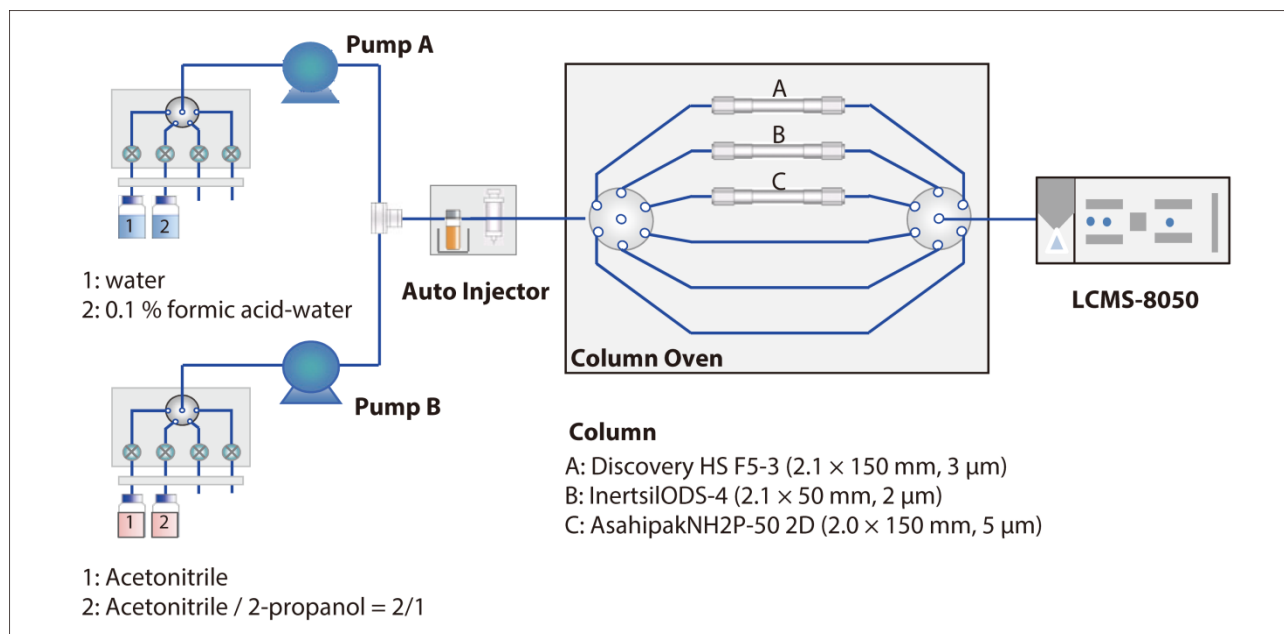 Pump A
A
B
C
1 2
1: water
2: 0.1 % formic acid-water
Auto Injector
LCMS-8050
Column Oven
Pump B
1 2
Column
A: Discovery HS F5-3 (2.1 × 150 mm, 3 μm)
B: InertsilODS-4 (2.1 × 50 mm, 2 μm)
C: AsahipakNH2P-50 2D (2.0 × 150 mm, 5 μm)
1: Acetonitrile
2: Acetonitrile / 2-propanol = 2/1